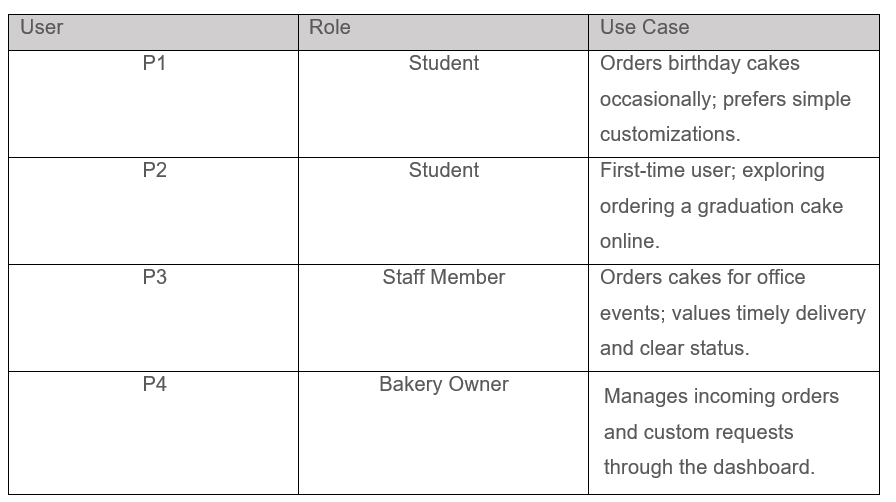 User Role Use Case
P1 Student Orders birthday cakes
occasionally; prefers simple
customizations.
P2 Student First-time user; exploring
ordering a graduation cake
online.
P3 Staff Member Orders cakes for office
events; values timely delivery
and clear status.
P4 Bakery Owner Manages incoming orders
and custom requests
through the dashboard.